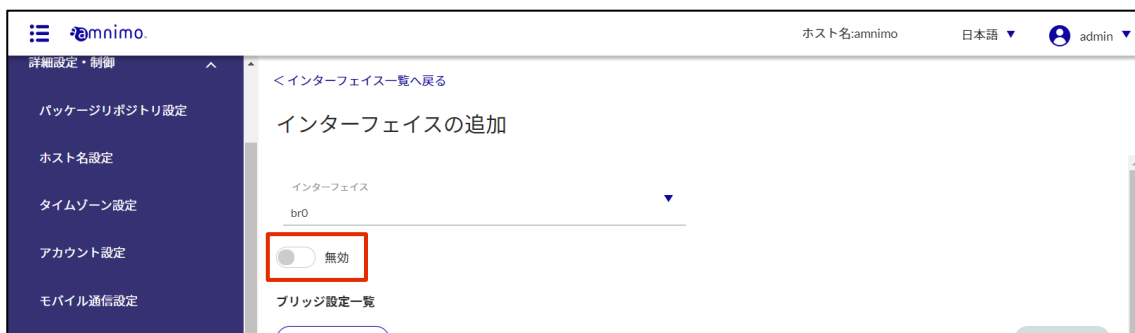 amnimo.
ホスト名:amnimo
日本語 ▼
admin ▼
詳細設定・制御
パッケージリポジトリ設定
ホスト名設定
タイムゾーン設定
アカウント設定
モバイル通信設定
<インターフェイス一覧へ戻る
インターフェイスの追加
インターフェイス
br0
無効
ブリッジ設定一覧